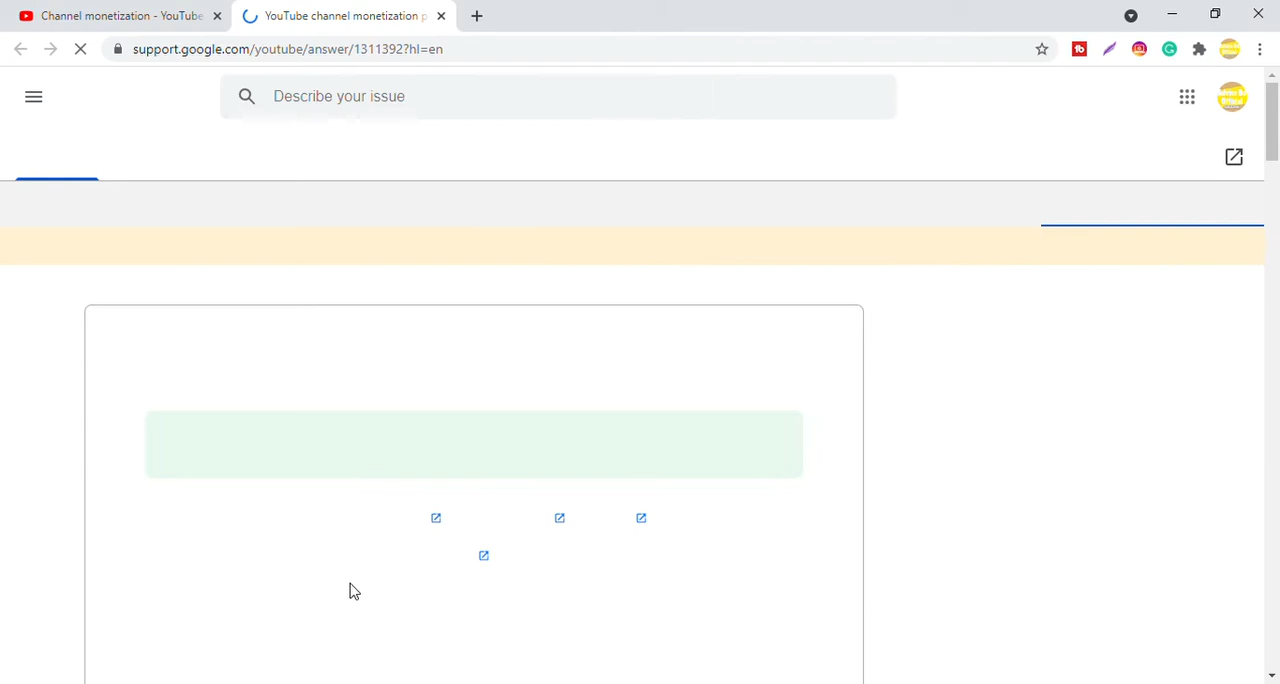 Channel monetization - YouTube
YouTube channel monetization p
support.google.com/youtube/answer/1311392?hl=en
Describe your issue